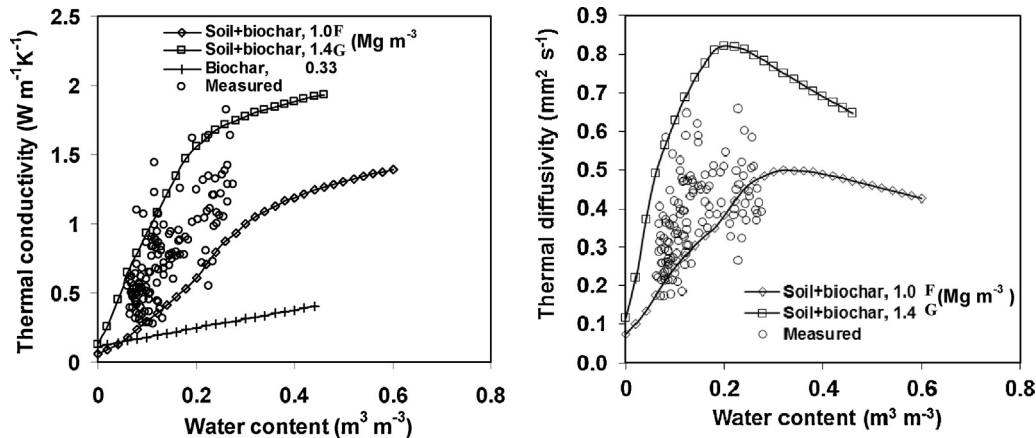 Thermal conductivity (W m⁻¹K⁻¹)
2.5
2
1.5
1
0.5
0
Soil+biochar, 1.0F
Soil+biochar, 1.4G (Mg m⁻³
Biochar, 0.33
Measured
0 0.2 0.4 0.6 0.8
Water content (m³ m⁻³)
Thermal diffusivity (mm² s⁻¹)
0.9
0.8
0.7
0.6
0.5
0.4
0.3
0.2
0.1
0.0
Soil+biochar, 1.0 F (Mg m⁻³)
Soil+biochar, 1.4 G
Measured
0 0.2 0.4 0.6 0.8
Water content (m³ m⁻³)